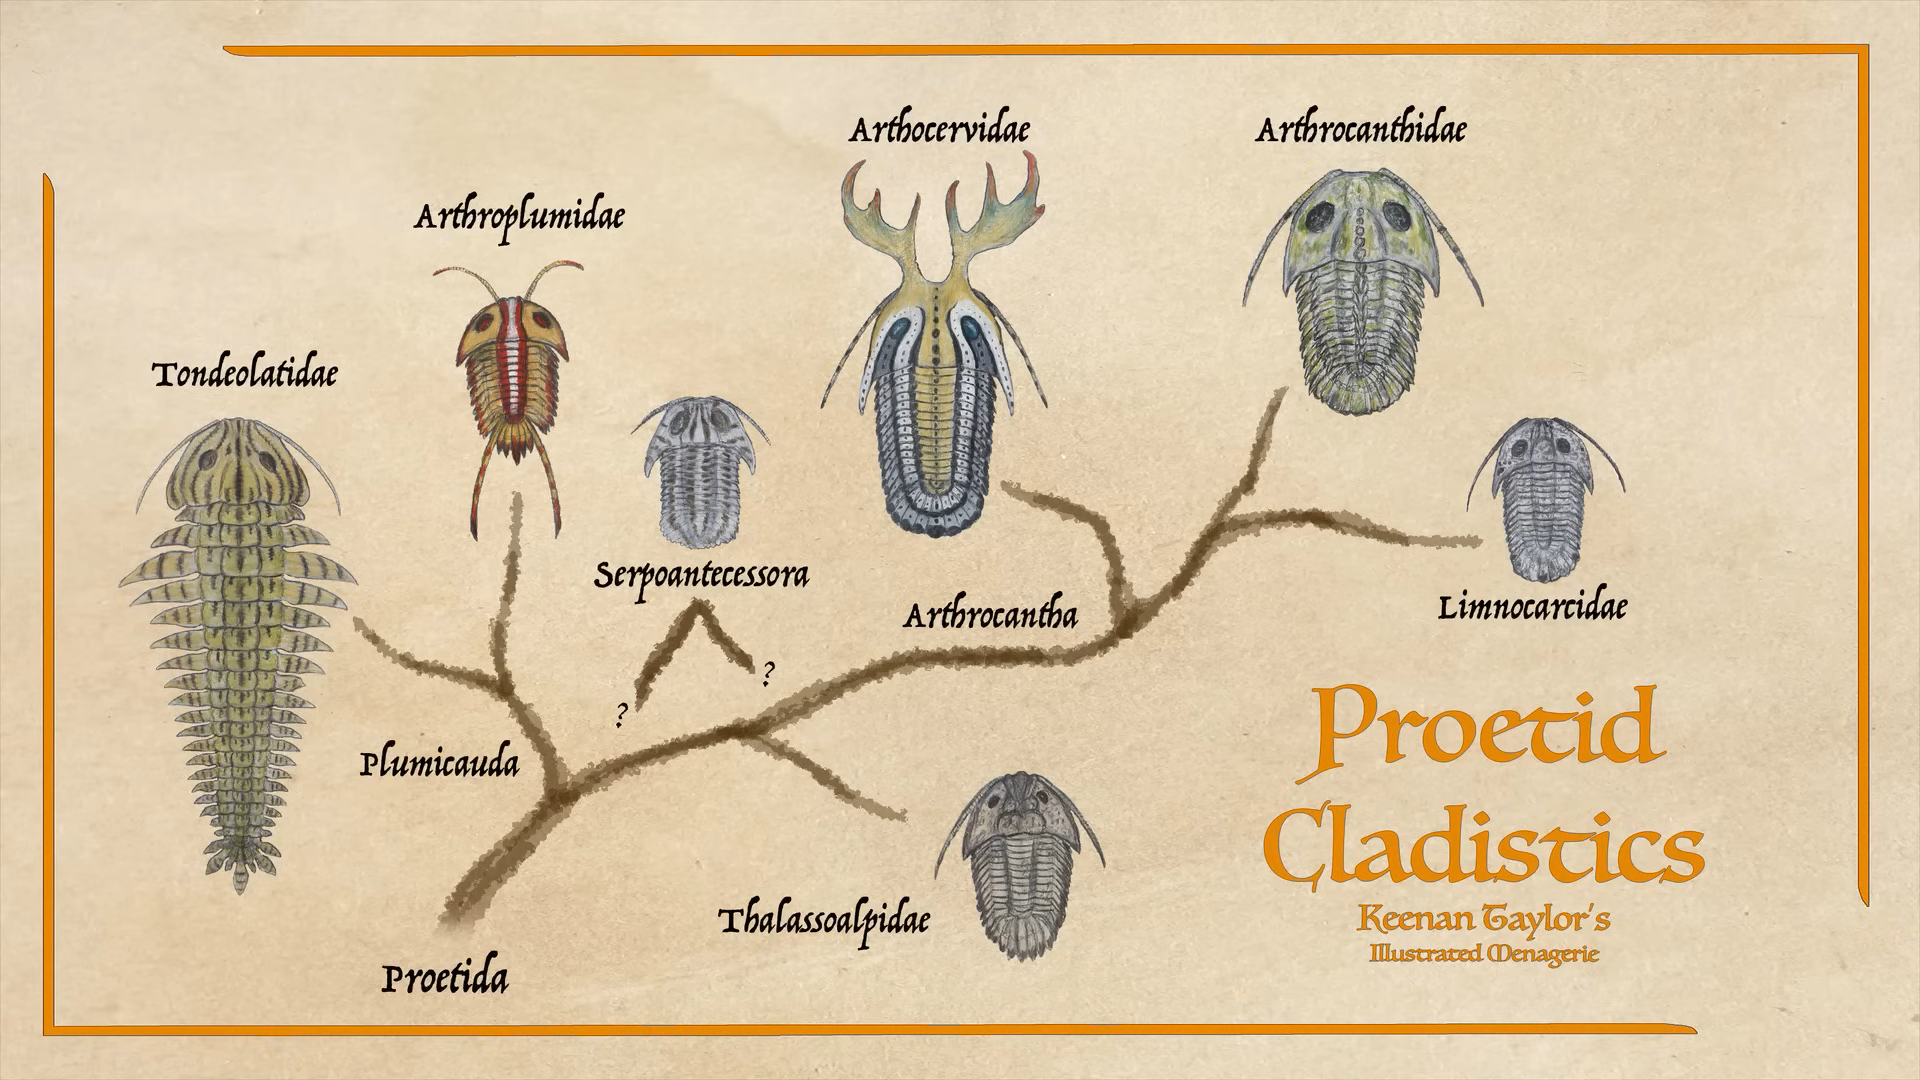 Arthocervidae
Arthrocanthidae
Arthroplumidae
Tondeolatidae
Serpoantecessora
?
?
Arthrocantha
Limnocarcidae
Plumicauda
Thalassoalpidae
Proetida
Proetid
Cladistics
Keenan Taylor's
Illustrated Menagerie